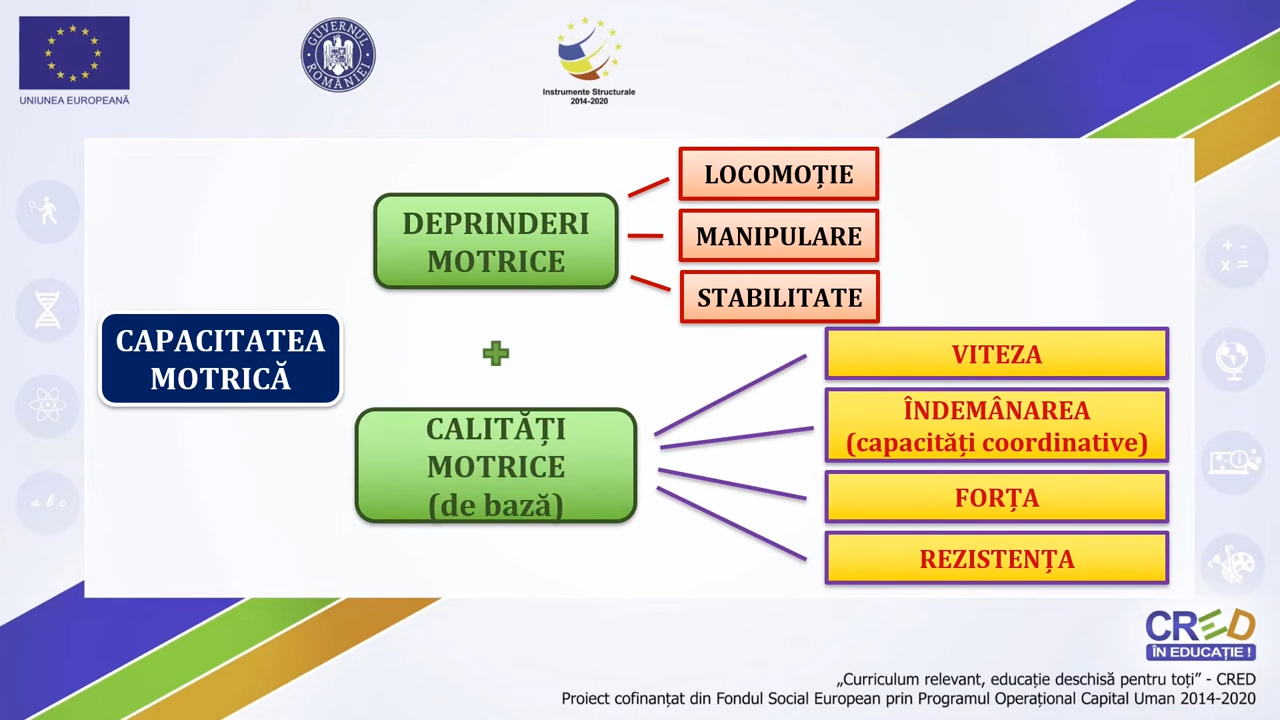 UNIUNEA EUROPEANĂ
GUVERNUL ROMÂNIEI
Instrumente Structurale
2014-2020
CAPACITATEA
MOTRICĂ
DEPRINDERI
MOTRICE
LOCOMOȚIE
MANIPULARE
STABILITATE
CALITĂȚI
MOTRICE
(de bază)
VITEZA
ÎNDEMÂNAREA
(capacități coordinative)
FORȚA
REZISTENȚA
+ -
x =
a b c
CRED
ÎN EDUCAȚIE !
„Curriculum relevant, educație deschisă pentru toți” - CRED
Proiect cofinanțat din Fondul Social European prin Programul Operațional Capital Uman 2014-2020